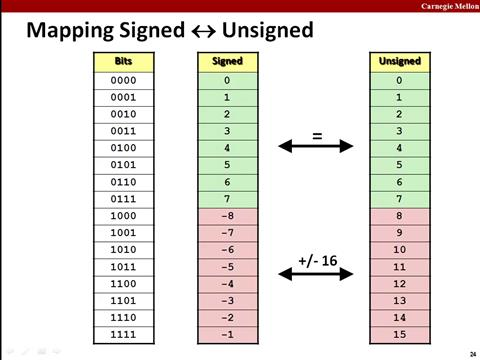 Carnegie Mellon
Mapping Signed ↔ Unsigned
Bits Signed Unsigned
0000 0 0
0001 1 1
0010 2 2
0011 3 3
=
0100 4 4
0101 5 5
0110 6 6
0111 7 7
1000 -8 8
1001 -7 9
1010 -6 10
+/- 16
1011 -5 11
1100 -4 12
1101 -3 13
1110 -2 14
1111 -1 15
24